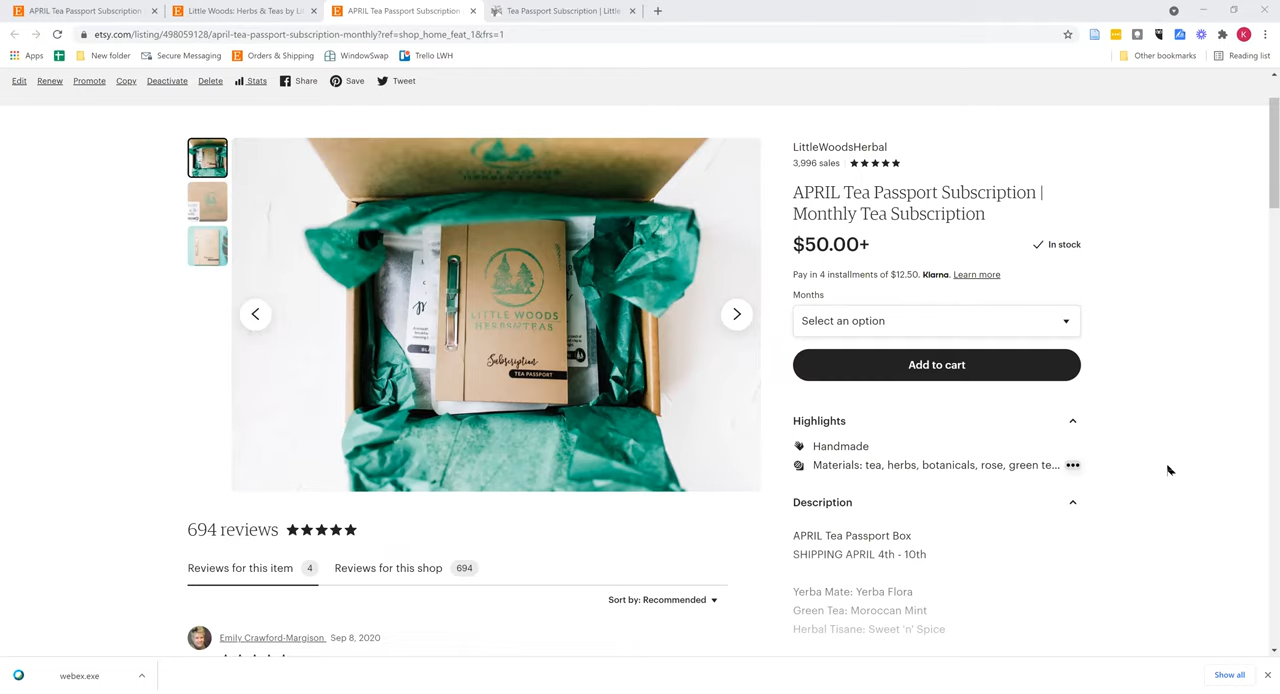 APRIL Tea Passport Subscription
Little Woods: Herbs & Teas by Li
APRIL Tea Passport Subscription
Tea Passport Subscription | Little
etsy.com/listing/498059128/april-tea-passport-subscription-monthly?ref=shop_home_feat_1&frs=1
K
Apps
New folder
Secure Messaging
Orders & Shipping
WindowSwap
Trello LWH
Other bookmarks
Reading list
Edit
Renew
Promote
Copy
Deactivate
Delete
Stats
Share
Save
Tweet
LITTLE WOODS
HERBS & TEAS
Subscription
TEA PASSPORT
LittleWoodsHerbal
3,996 sales
APRIL Tea Passport Subscription |
Monthly Tea Subscription
$50.00+
In stock
Pay in 4 installments of $12.50. Klarna. Learn more
Months
Select an option
Add to cart
Highlights
Handmade
Materials: tea, herbs, botanicals, rose, green te...
Description
APRIL Tea Passport Box
SHIPPING APRIL 4th - 10th
Yerba Mate: Yerba Flora
Green Tea: Moroccan Mint
Herbal Tisane: Sweet 'n' Spice
694 reviews
Reviews for this item 4
Reviews for this shop 694
Sort by: Recommended
Emily Crawford-Margison Sep 8, 2020
webex.exe
Show all